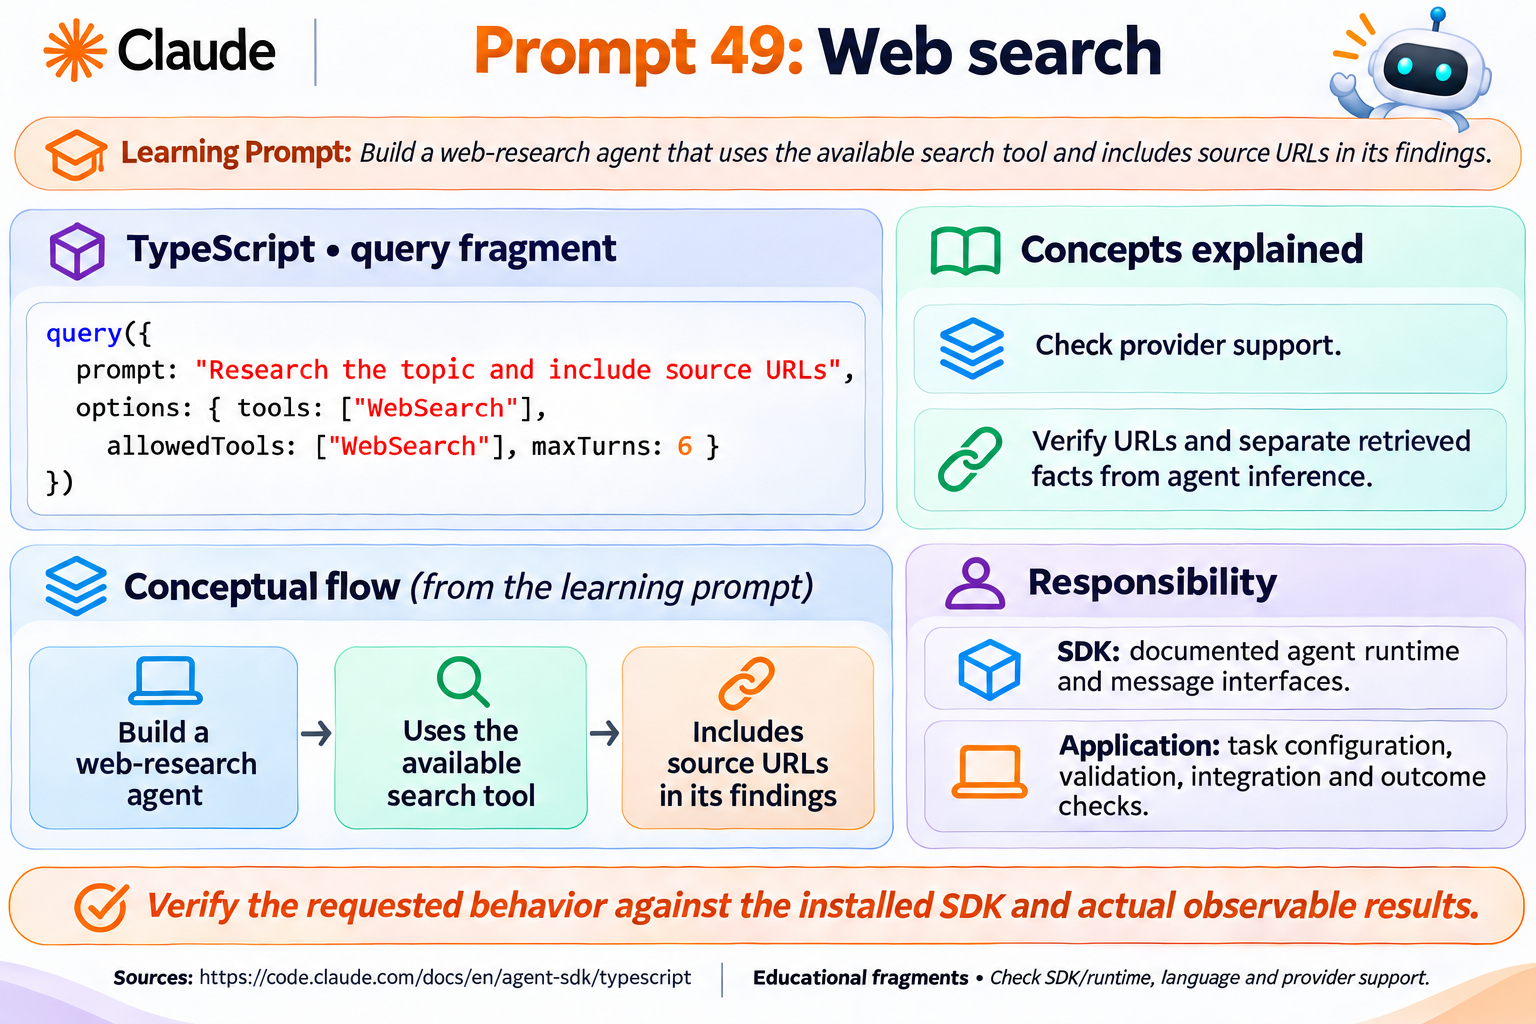 Claude
Prompt 49: Web search
Learning Prompt: Build a web-research agent that uses the available search tool and includes source URLs in its findings.
TypeScript • query fragment
query({
  prompt: "Research the topic and include source URLs",
  options: { tools: ["WebSearch"],
    allowedTools: ["WebSearch"], maxTurns: 6 }
})
Concepts explained
Check provider support.
Verify URLs and separate retrieved
facts from agent inference.
Conceptual flow (from the learning prompt)
Build a
web-research
agent
Uses the
available
search tool
Includes
source URLs
in its findings
Responsibility
SDK: documented agent runtime
and message interfaces.
Application: task configuration,
validation, integration and outcome
checks.
Verify the requested behavior against the installed SDK and actual observable results.
Sources: https://code.claude.com/docs/en/agent-sdk/typescript
Educational fragments • Check SDK/runtime, language and provider support.